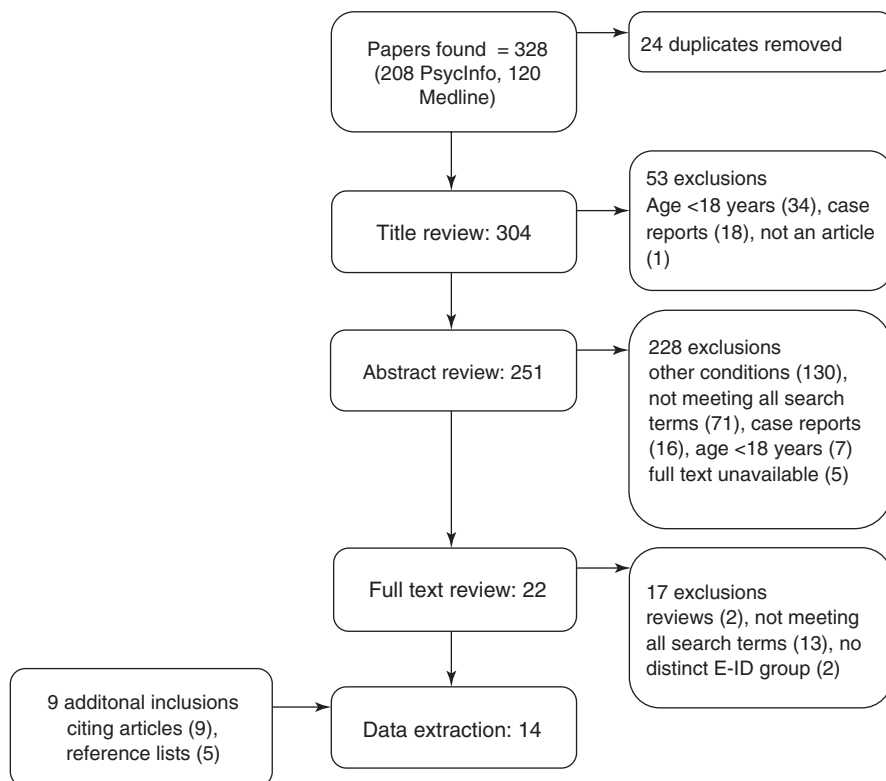 Papers found = 328
(208 PsycInfo, 120
Medline)
24 duplicates removed
Title review: 304
53 exclusions
Age <18 years (34), case
reports (18), not an article
(1)
Abstract review: 251
228 exclusions
other conditions (130),
not meeting all search
terms (71), case reports
(16), age <18 years (7)
full text unavailable (5)
Full text review: 22
17 exclusions
reviews (2), not meeting
all search terms (13), no
distinct E-ID group (2)
9 additonal inclusions
citing articles (9),
reference lists (5)
Data extraction: 14